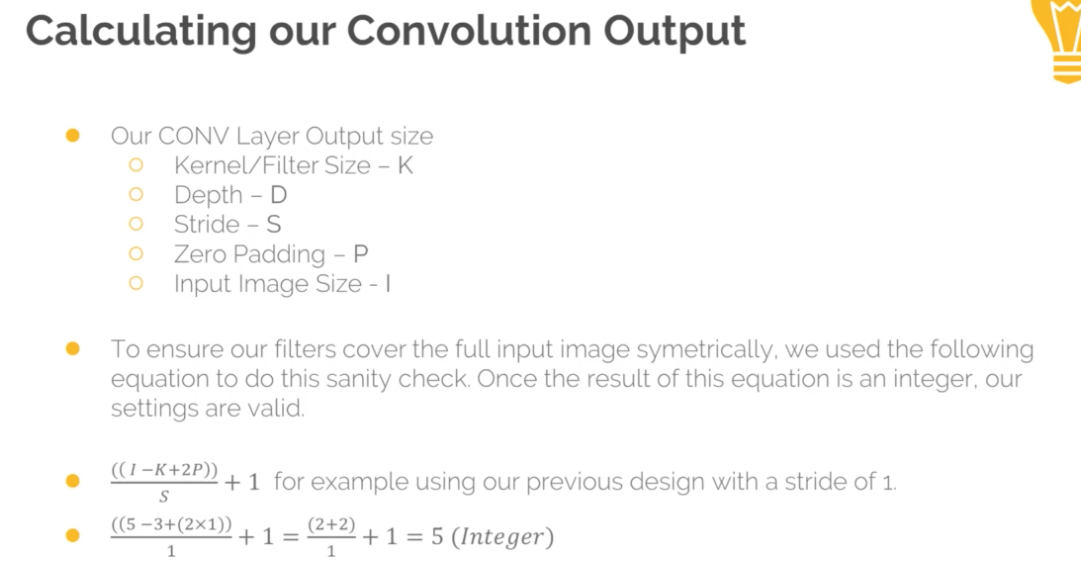 Calculating our Convolution Output
● Our CONV Layer Output size
○ Kernel/Filter Size – K
○ Depth – D
○ Stride – S
○ Zero Padding – P
○ Input Image Size - I
● To ensure our filters cover the full input image symetrically, we used the following
equation to do this sanity check. Once the result of this equation is an integer, our
settings are valid.
● ((I −K+2P))/S + 1 for example using our previous design with a stride of 1.
● ((5 −3+(2×1))/1 + 1 = (2+2)/1 + 1 = 5 (Integer)